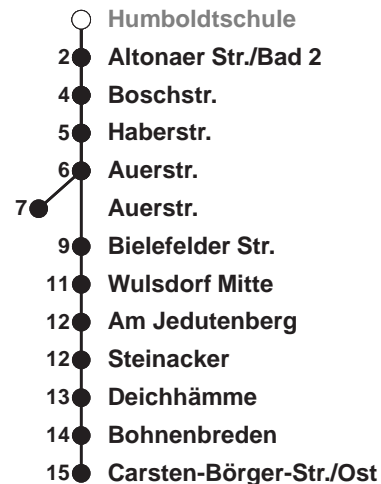 Humboldtschule
2 Altonaer Str./Bad 2
4 Boschstr.
5 Haberstr.
6 Auerstr.
7 Auerstr.
9 Bielefelder Str.
11 Wulsdorf Mitte
12 Am Jedutenberg
12 Steinacker
13 Deichhämme
14 Bohnenbreden
15 Carsten-Börger-Str./Ost